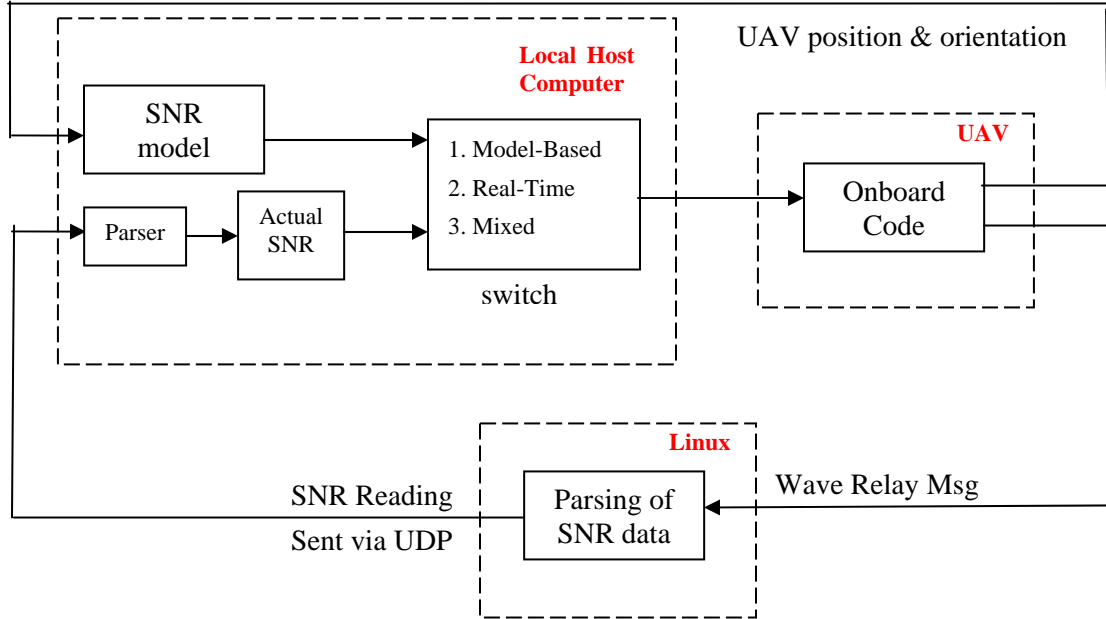 UAV position & orientation
Local Host
Computer
SNR
model
1. Model-Based
2. Real-Time
3. Mixed
switch
Parser
Actual
SNR
UAV
Onboard
Code
Linux
Parsing of
SNR data
Wave Relay Msg
SNR Reading
Sent via UDP